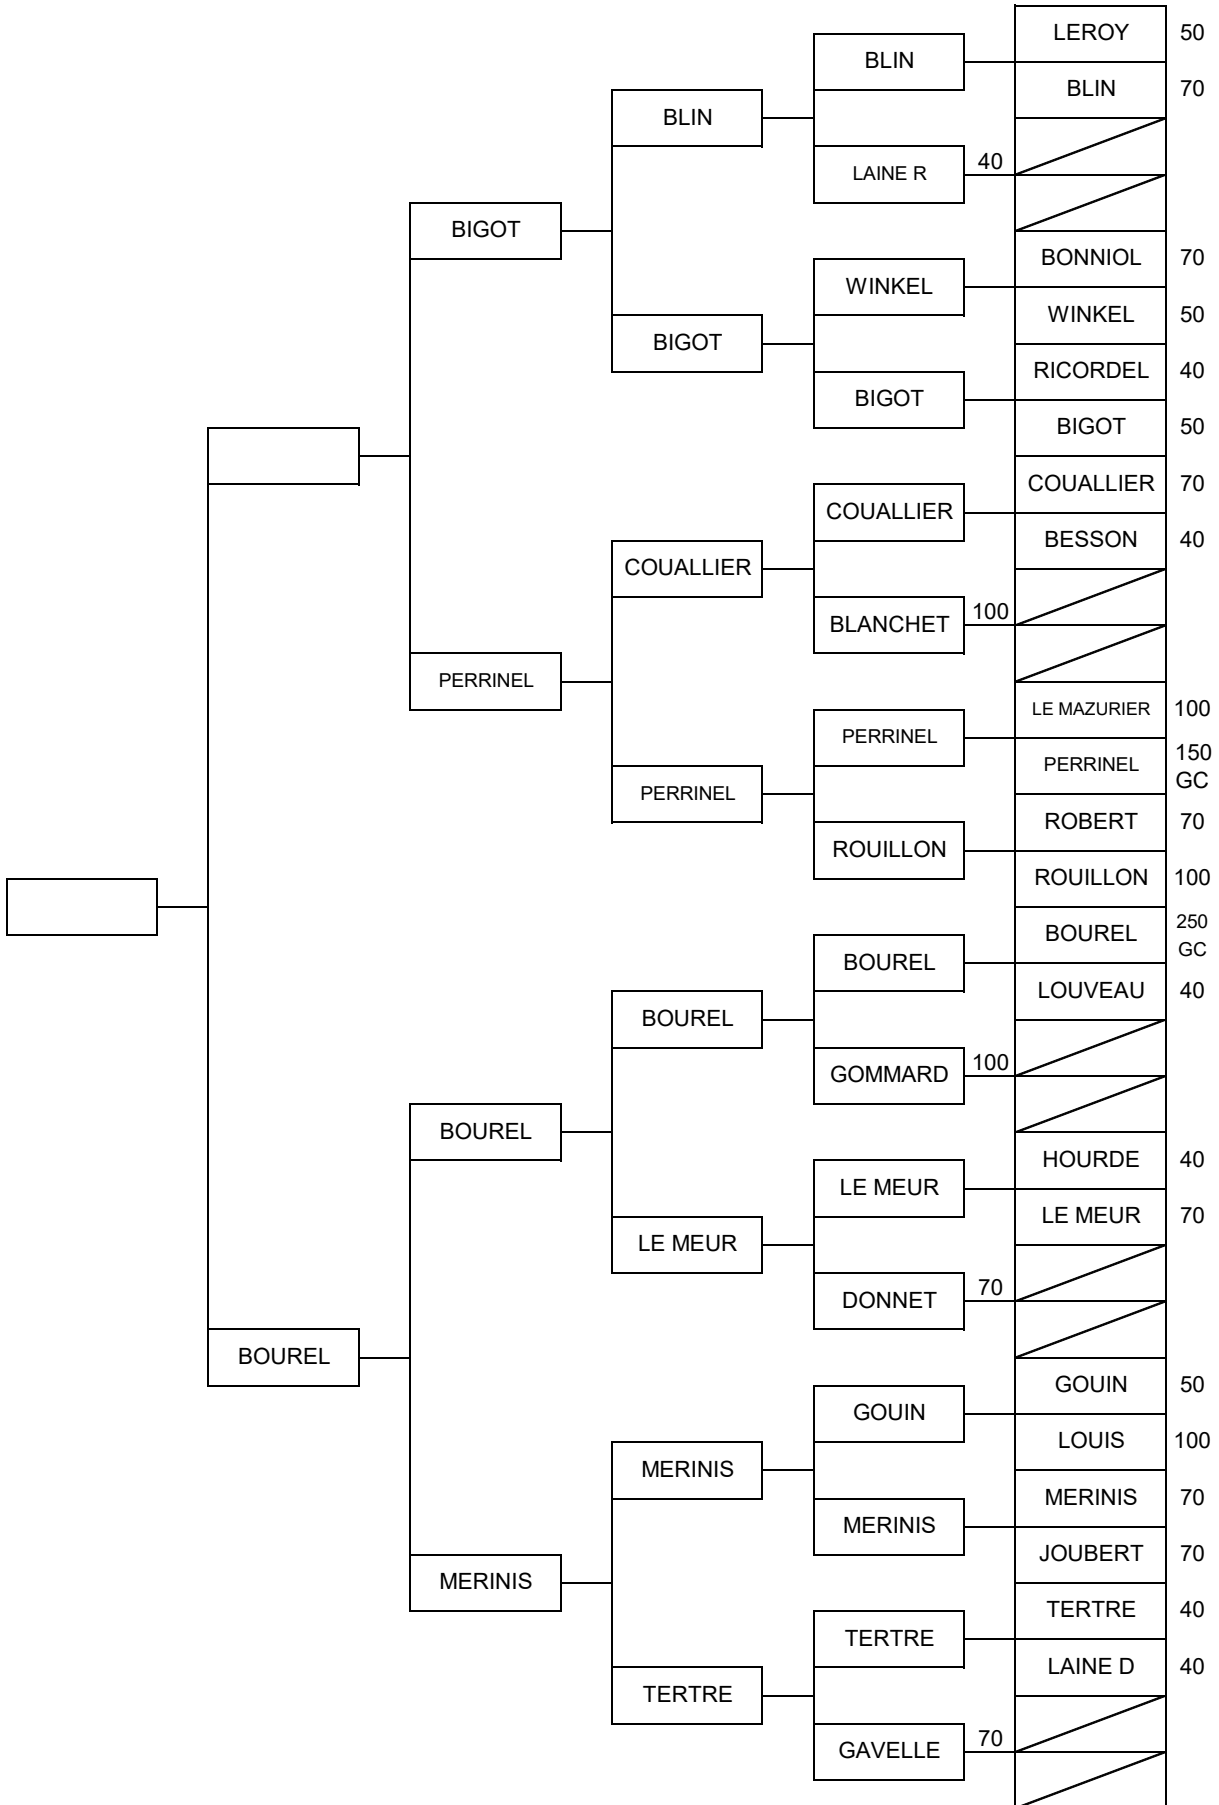 LEROY 50
BLIN
BLIN 70
BLIN
LAINE R 40
BIGOT
BONNIOL 70
WINKEL
WINKEL 50
BIGOT
RICORDEL 40
BIGOT
BIGOT 50
COUALLIER 70
COUALLIER
BESSON 40
COUALLIER
BLANCHET 100
PERRINEL
LE MAZURIER 100
PERRINEL
PERRINEL 150
GC
PERRINEL
ROBERT 70
ROUILLON
ROUILLON 100
BOUREL 250
GC
BOUREL
LOUVEAU 40
BOUREL
GOMMARD 100
BOUREL
HOURDE 40
LE MEUR
LE MEUR 70
LE MEUR
DONNET 70
BOUREL
GOUIN 50
GOUIN
LOUIS 100
MERINIS
MERINIS 70
MERINIS
JOUBERT 70
MERINIS
TERTRE 40
TERTRE
LAINE D 40
TERTRE
GAVELLE 70